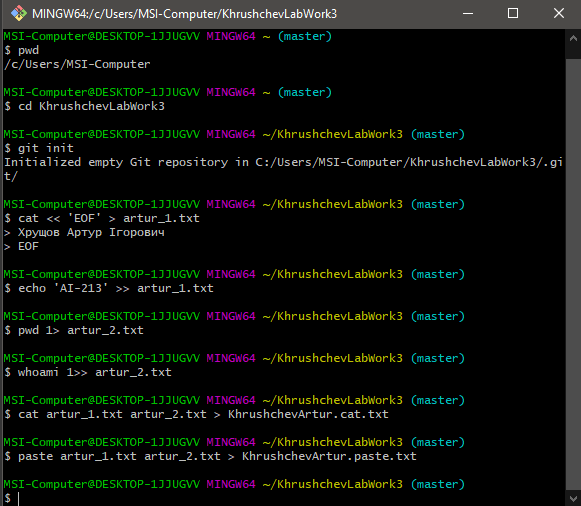 MINGW64:/c/Users/MSI-Computer/KhrushchevLabWork3
MSI-Computer@DESKTOP-1JJUGVV MINGW64 ~ (master)
$ pwd
/c/Users/MSI-Computer
MSI-Computer@DESKTOP-1JJUGVV MINGW64 ~ (master)
$ cd KhrushchevLabWork3
MSI-Computer@DESKTOP-1JJUGVV MINGW64 ~/KhrushchevLabWork3 (master)
$ git init
Initialized empty Git repository in C:/Users/MSI-Computer/KhrushchevLabWork3/.gi
t/
MSI-Computer@DESKTOP-1JJUGVV MINGW64 ~/KhrushchevLabWork3 (master)
$ cat << 'EOF' > artur_1.txt
> Хрущов Артур Ігорович
> EOF
MSI-Computer@DESKTOP-1JJUGVV MINGW64 ~/KhrushchevLabWork3 (master)
$ echo 'AI-213' >> artur_1.txt
MSI-Computer@DESKTOP-1JJUGVV MINGW64 ~/KhrushchevLabWork3 (master)
$ pwd 1> artur_2.txt
MSI-Computer@DESKTOP-1JJUGVV MINGW64 ~/KhrushchevLabWork3 (master)
$ whoami 1>> artur_2.txt
MSI-Computer@DESKTOP-1JJUGVV MINGW64 ~/KhrushchevLabWork3 (master)
$ cat artur_1.txt artur_2.txt > KhrushchevArtur.cat.txt
MSI-Computer@DESKTOP-1JJUGVV MINGW64 ~/KhrushchevLabWork3 (master)
$ paste artur_1.txt artur_2.txt > KhrushchevArtur.paste.txt
MSI-Computer@DESKTOP-1JJUGVV MINGW64 ~/KhrushchevLabWork3 (master)
$